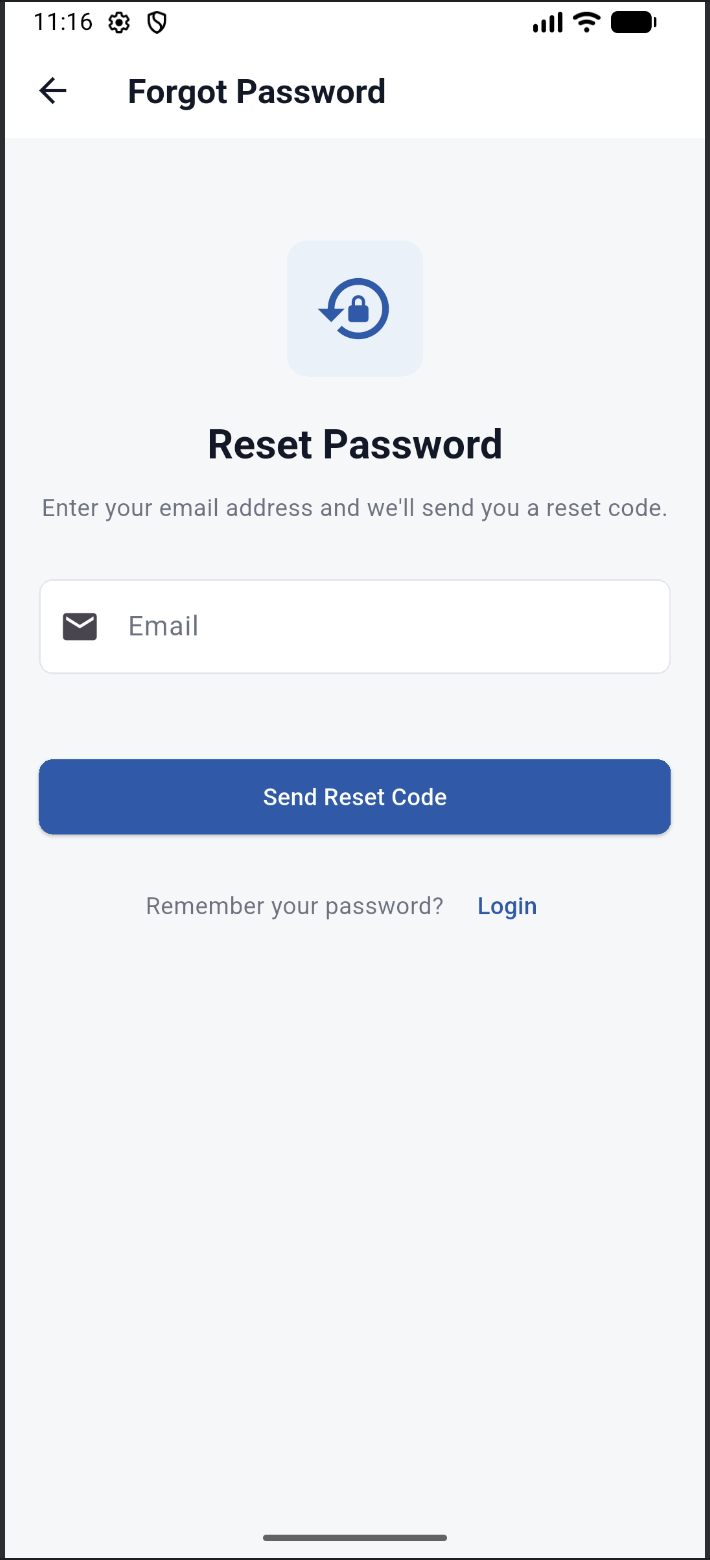 11:16
Forgot Password
Reset Password
Enter your email address and we'll send you a reset code.
Email
Send Reset Code
Remember your password? Login